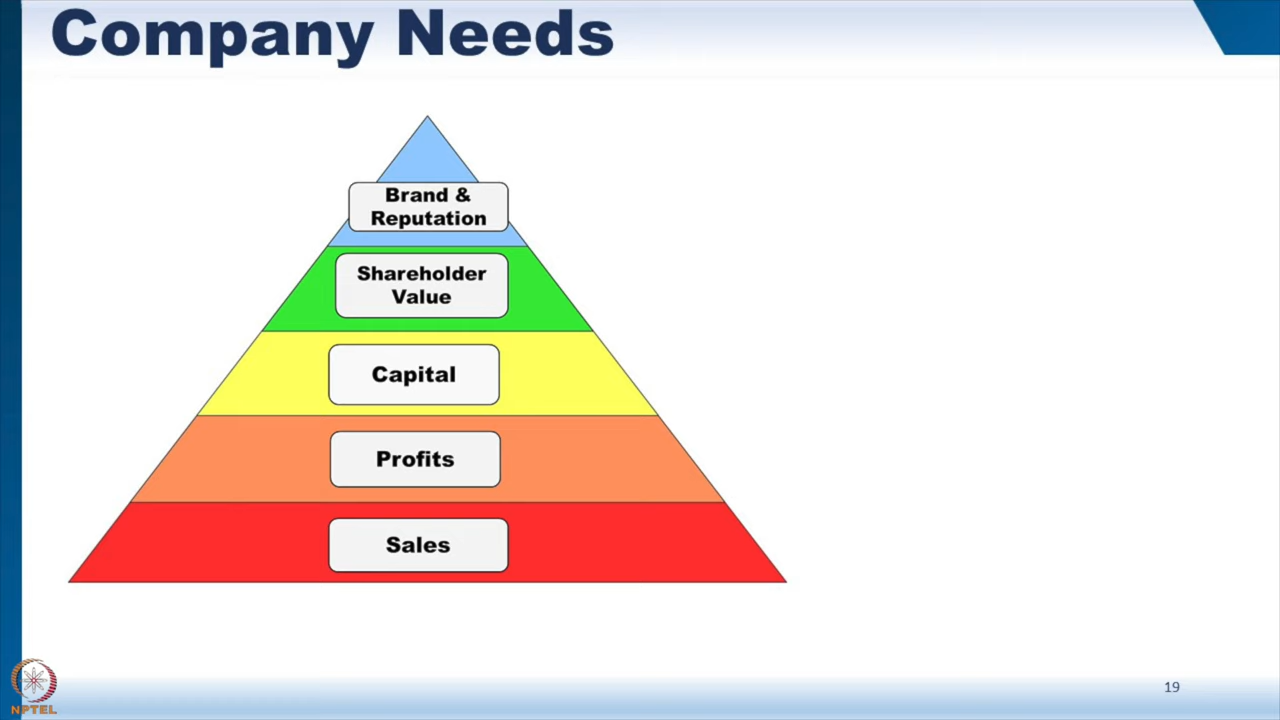 Company Needs
Brand &
Reputation
Shareholder
Value
Capital
Profits
Sales
19
NPTEL